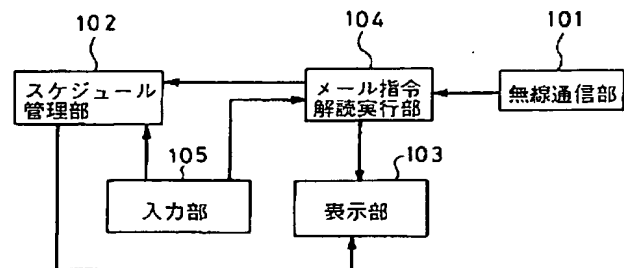 102
104
101
スケジュール
管理部
メール指令
解読実行部
無線通信部
105
103
入力部
表示部